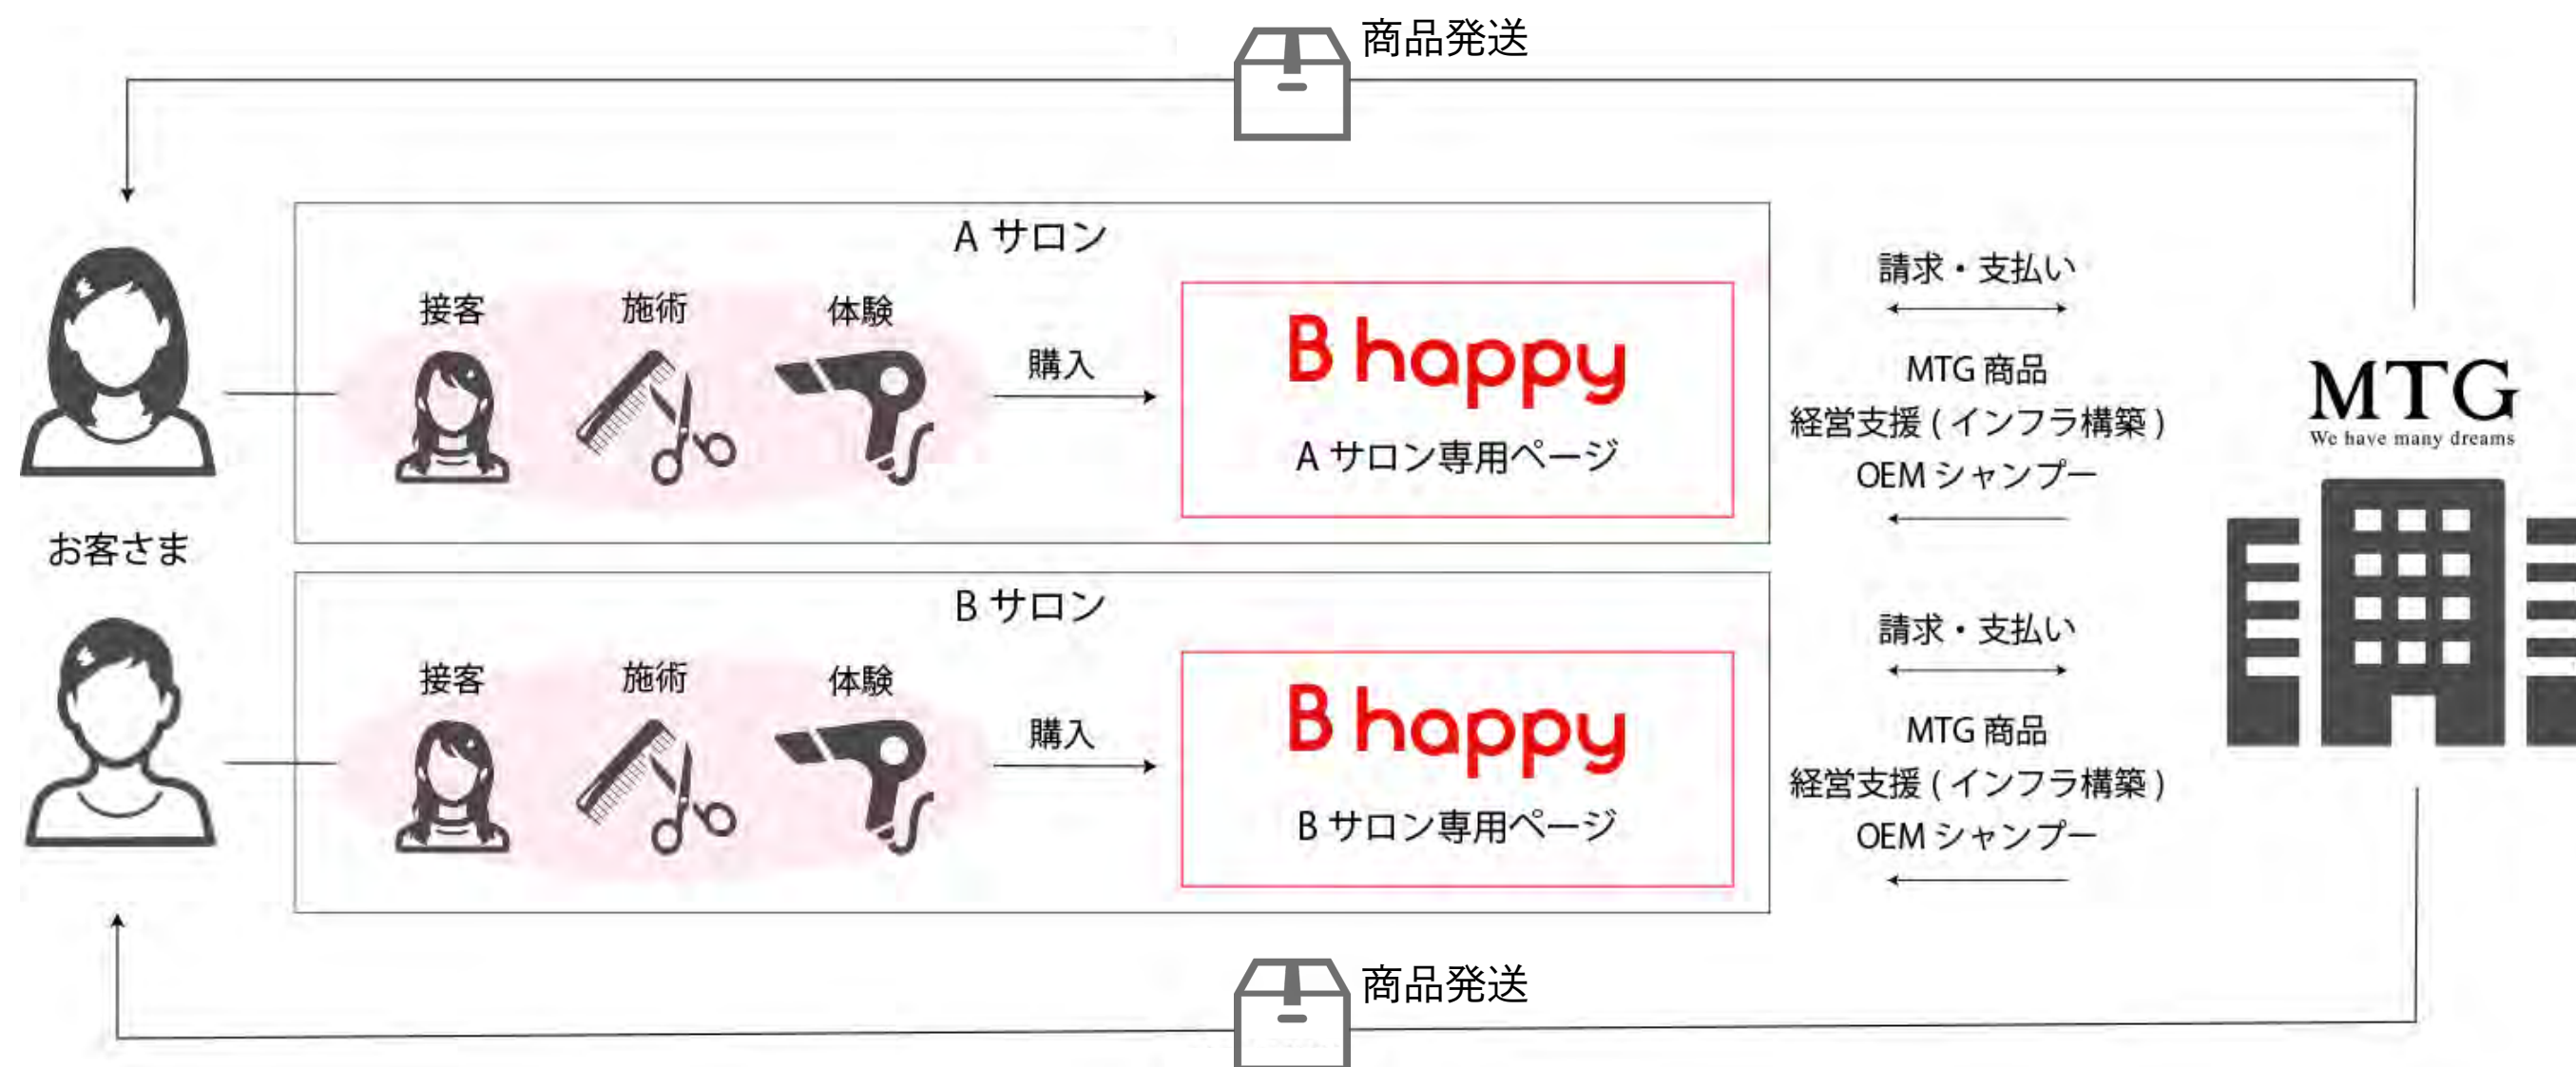 商品発送
A サロン
接客
施術
体験
購入
B happy
A サロン専用ページ
請求・支払い
MTG 商品
経営支援 ( インフラ構築 )
OEM シャンプー
MTG
We have many dreams
お客さま
B サロン
接客
施術
体験
購入
B happy
B サロン専用ページ
請求・支払い
MTG 商品
経営支援 ( インフラ構築 )
OEM シャンプー
商品発送